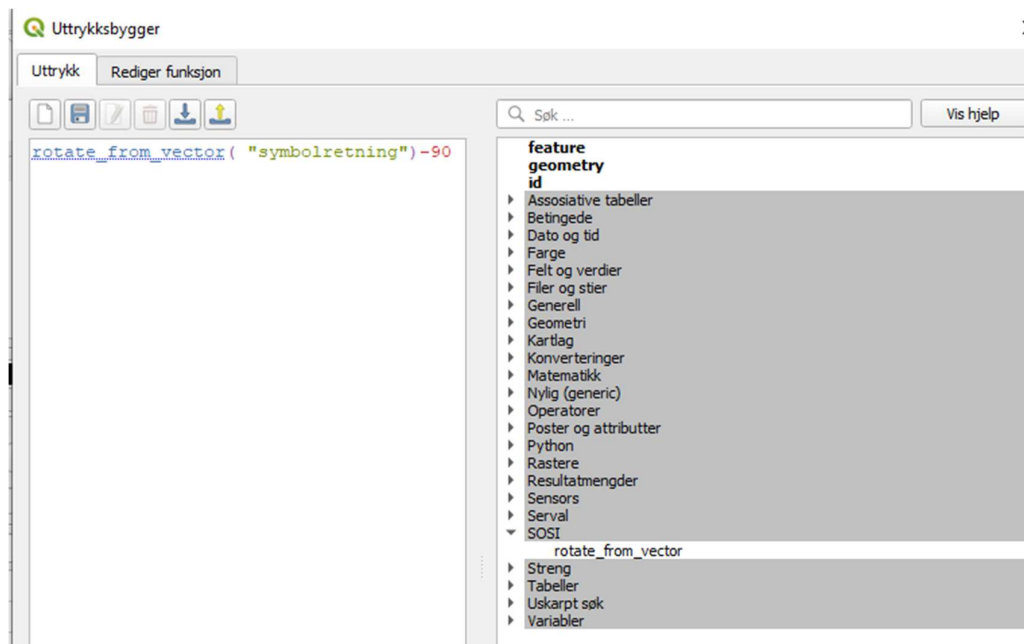 Uttrykksbygger
Uttrykk
Rediger funksjon
Søk ...
Vis hjelp
rotate_from_vector( "symbolretning")-90
feature
geometry
id
Assosiative tabeller
Betingede
Dato og tid
Farge
Felt og verdier
Filer og stier
Generell
Geometri
Kartlag
Konverteringer
Matematikk
Nylig (generic)
Operatorer
Poster og attributter
Python
Rastere
Resultatmengder
Sensors
Serval
SOSI
rotate_from_vector
Streng
Tabeller
Uskarpt søk
Variabler